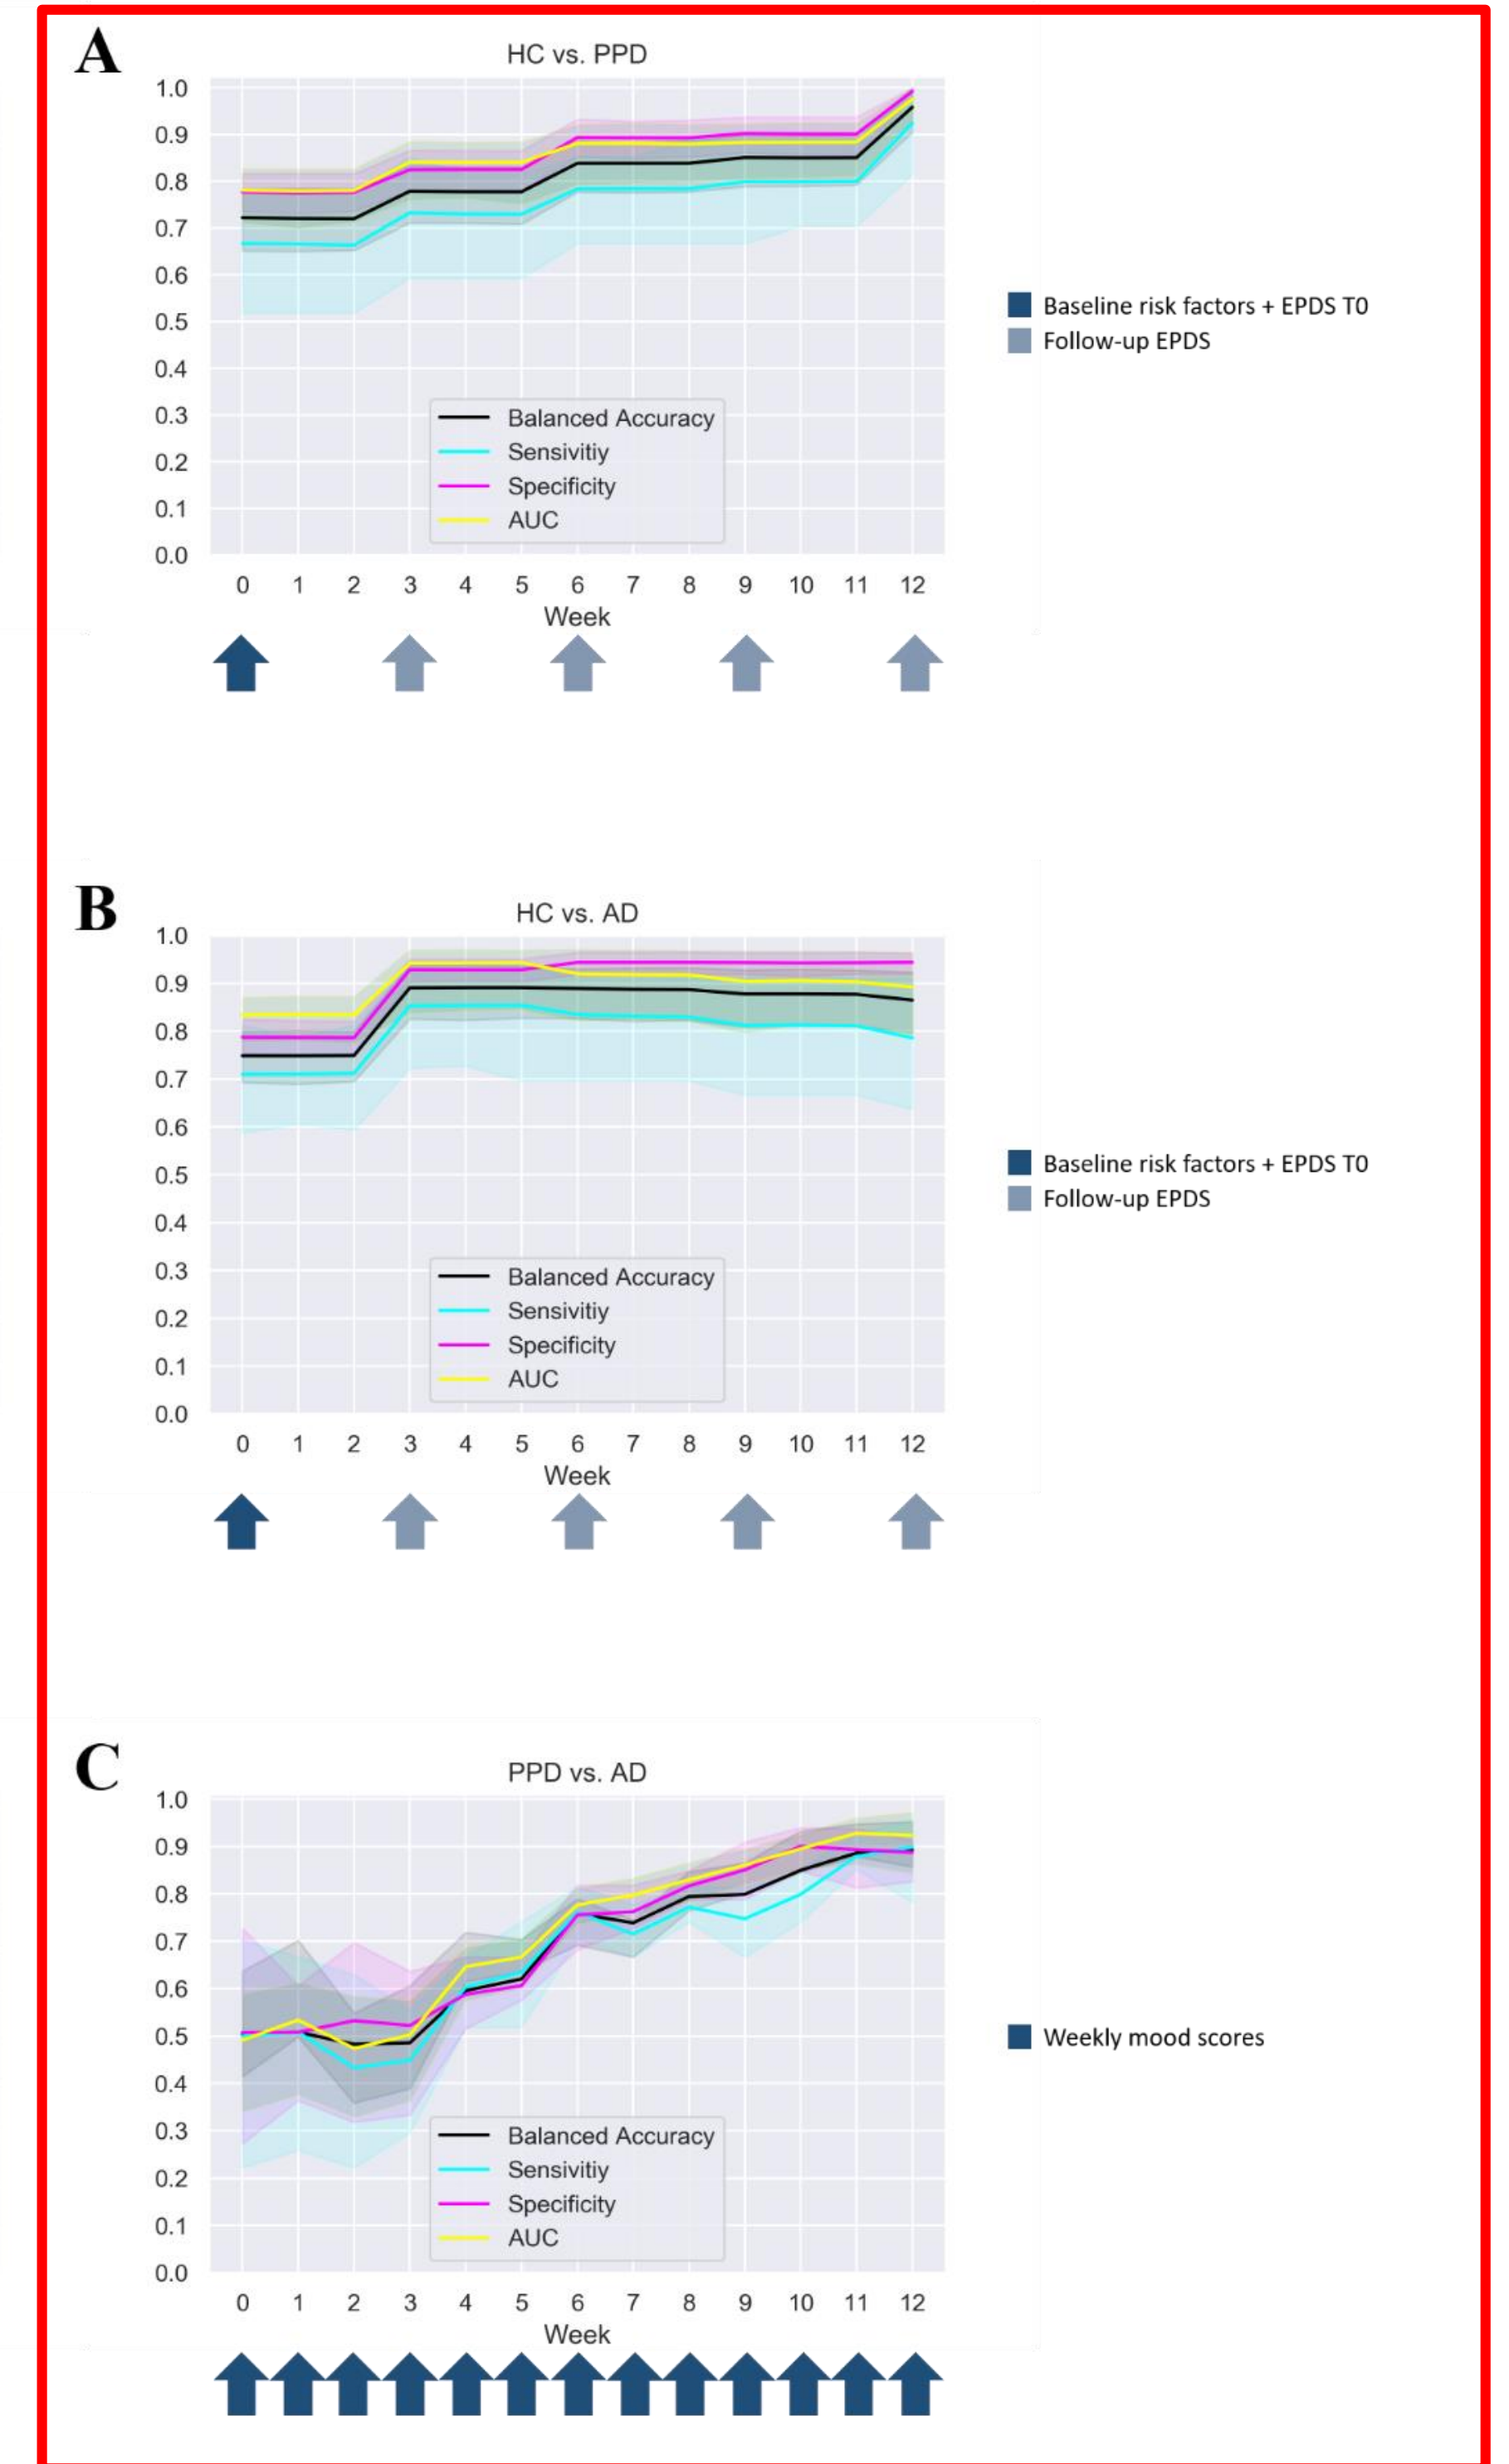 A
HC vs. PPD
1.0
0.9
0.8
0.7
0.6
0.5
0.4
0.3
0.2
0.1
0.0
Balanced Accuracy
Sensivitiy
Specificity
AUC
0 1 2 3 4 5 6 7 8 9 10 11 12
Week
Baseline risk factors + EPDS T0
Follow-up EPDS
B
HC vs. AD
1.0
0.9
0.8
0.7
0.6
0.5
0.4
0.3
0.2
0.1
0.0
Balanced Accuracy
Sensivitiy
Specificity
AUC
0 1 2 3 4 5 6 7 8 9 10 11 12
Week
Baseline risk factors + EPDS T0
Follow-up EPDS
C
PPD vs. AD
1.0
0.9
0.8
0.7
0.6
0.5
0.4
0.3
0.2
0.1
0.0
Balanced Accuracy
Sensivitiy
Specificity
AUC
0 1 2 3 4 5 6 7 8 9 10 11 12
Week
Weekly mood scores